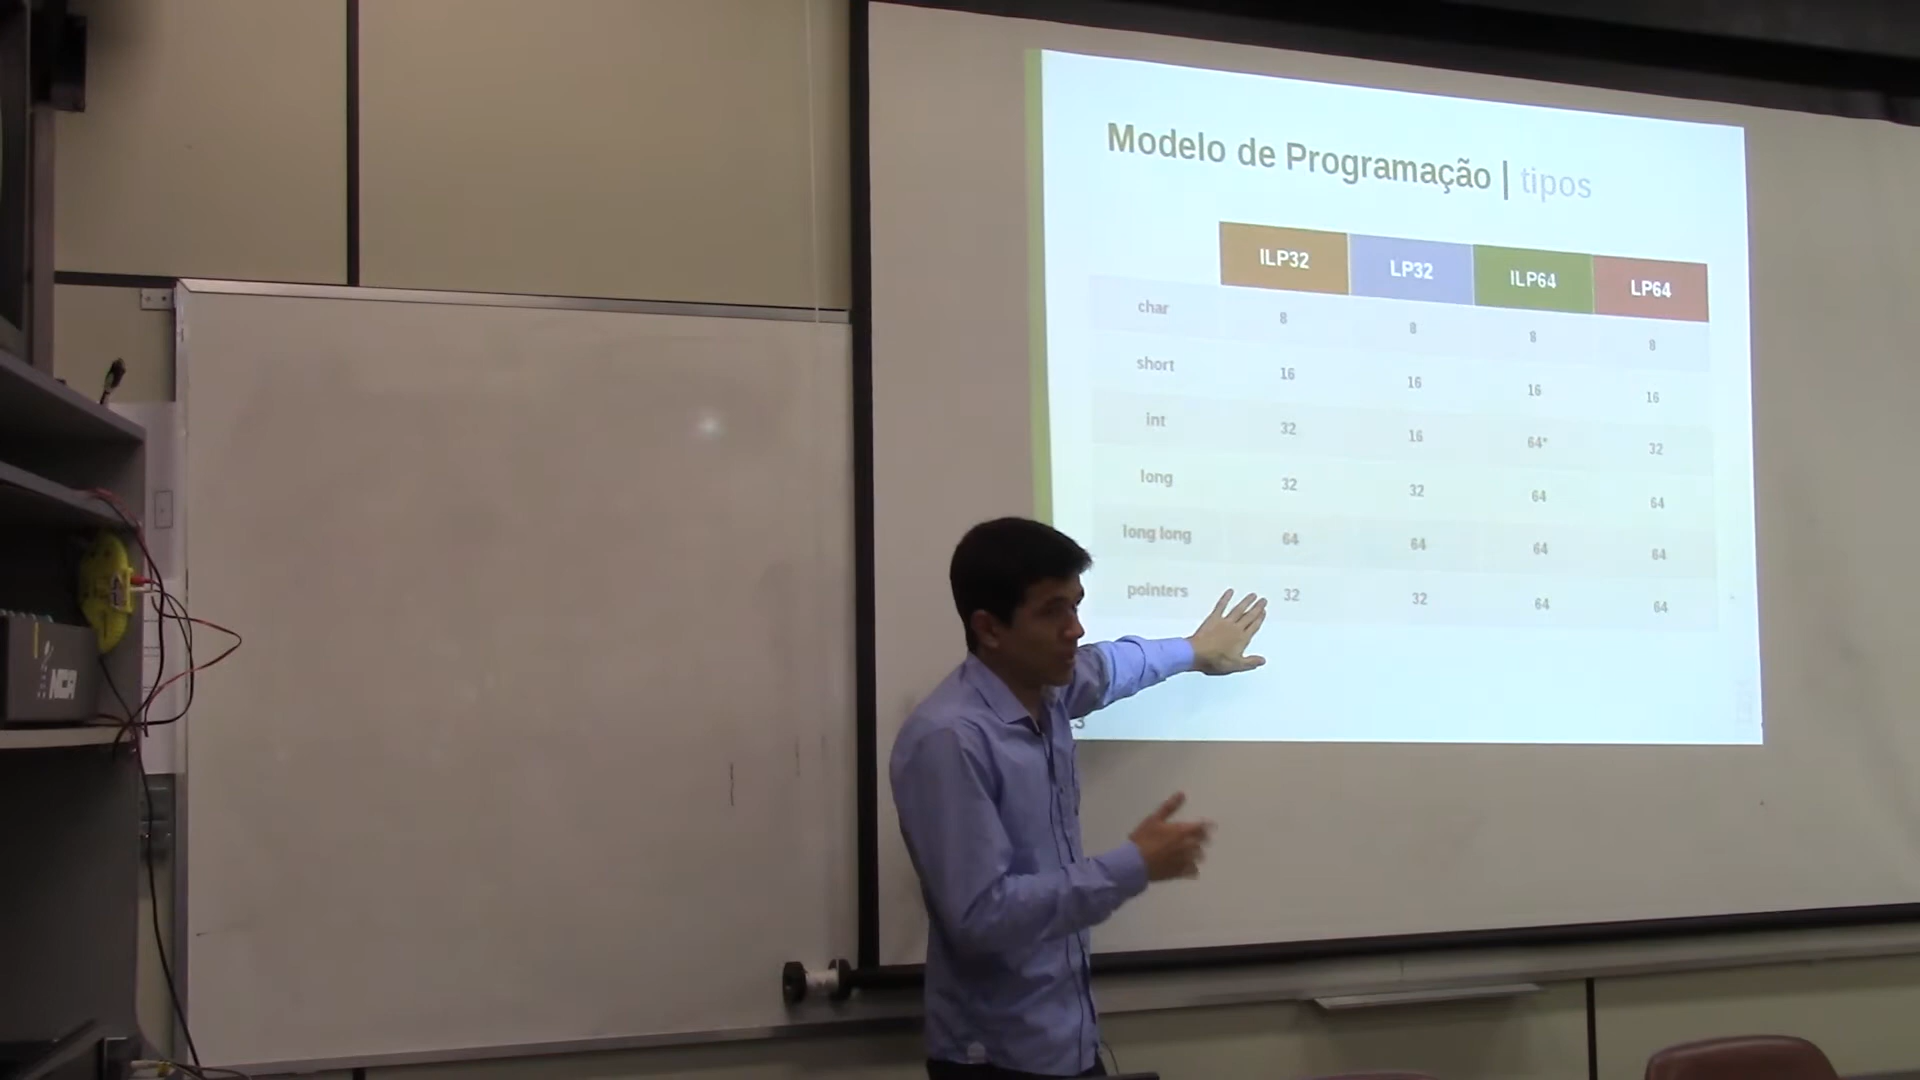 Modelo de Programação | tipos
ILP32 LP32 ILP64 LP64
char 8 8 8 8
short 16 16 16 16
int 32 16 64* 32
long 32 32 64 64
long long 64 64 64 64
pointers 32 32 64 64
3